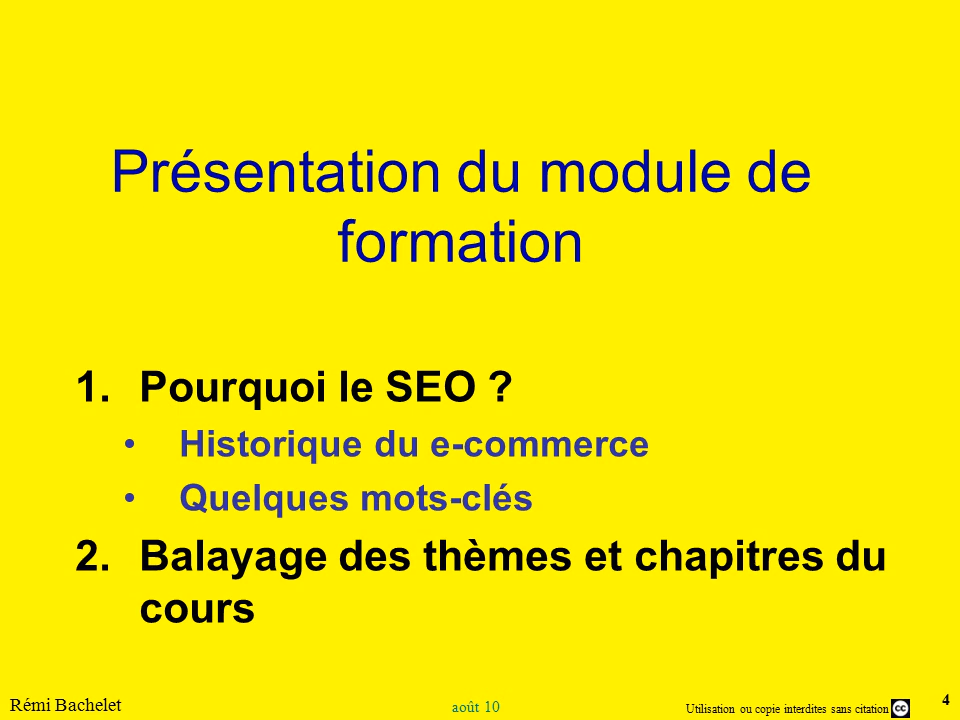 Présentation du module de
formation
1. Pourquoi le SEO ?
• Historique du e-commerce
• Quelques mots-clés
2. Balayage des thèmes et chapitres du
cours
Rémi Bachelet
août 10
Utilisation ou copie interdites sans citation
cc
4